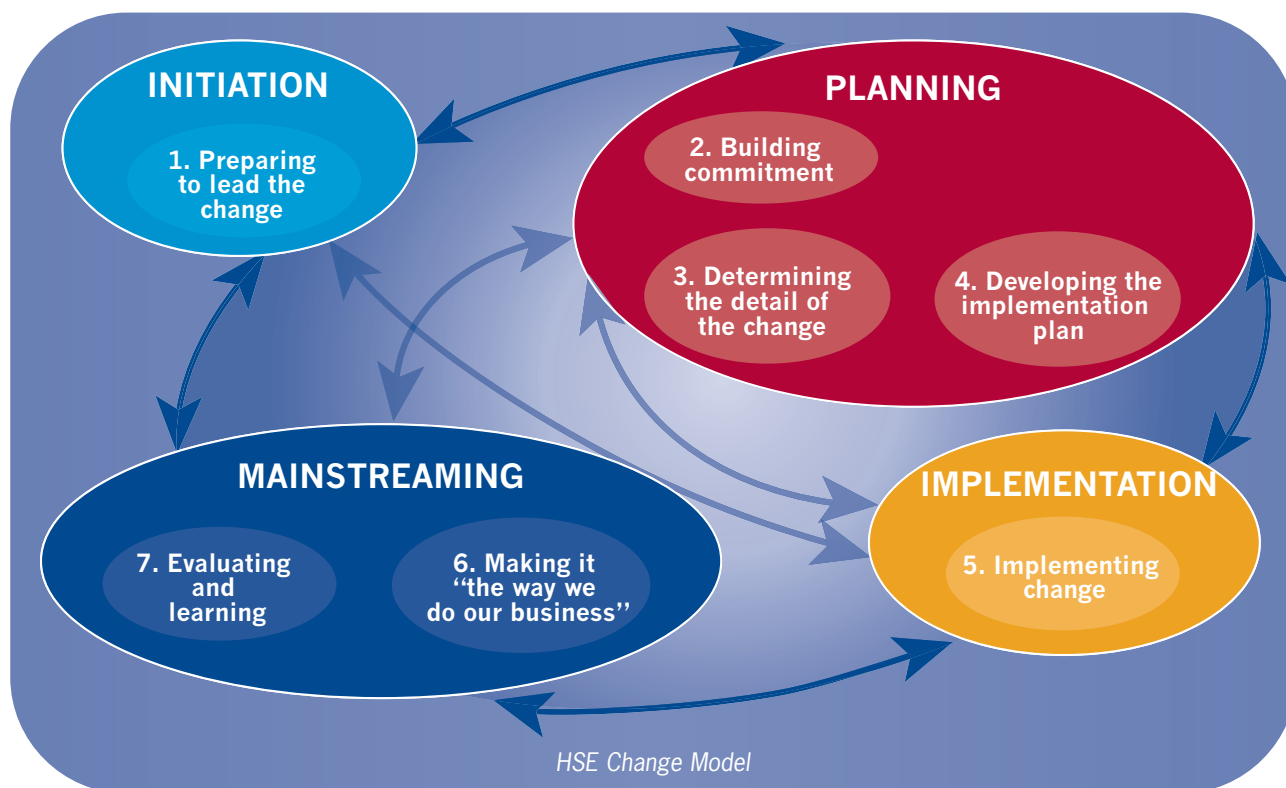 INITIATION
1. Preparing
to lead the
change
PLANNING
2. Building
commitment
3. Determining
the detail of
the change
4. Developing the
implementation
plan
IMPLEMENTATION
5. Implementing
change
MAINSTREAMING
7. Evaluating
and
learning
6. Making it
“the way we
do our business”
HSE Change Model